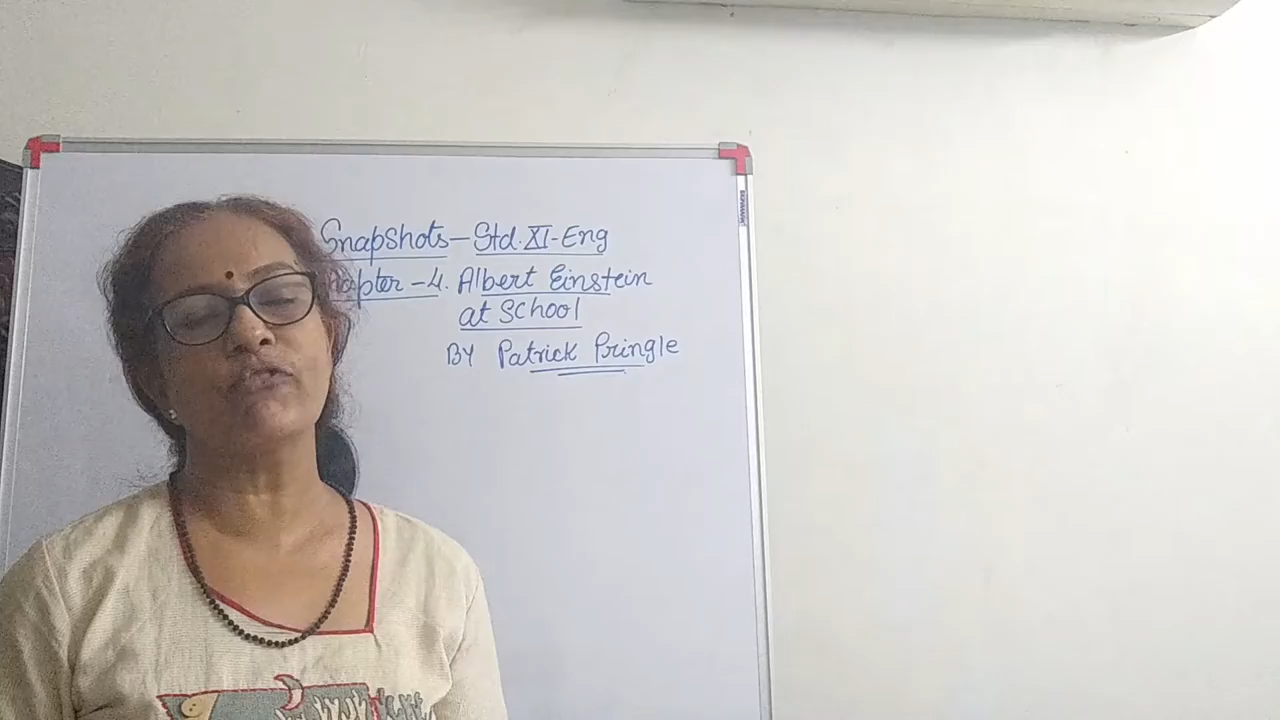 Snapshots – Std. XI – Eng
hapter – 4. Albert Einstein
at School
BY Patrick Pringle